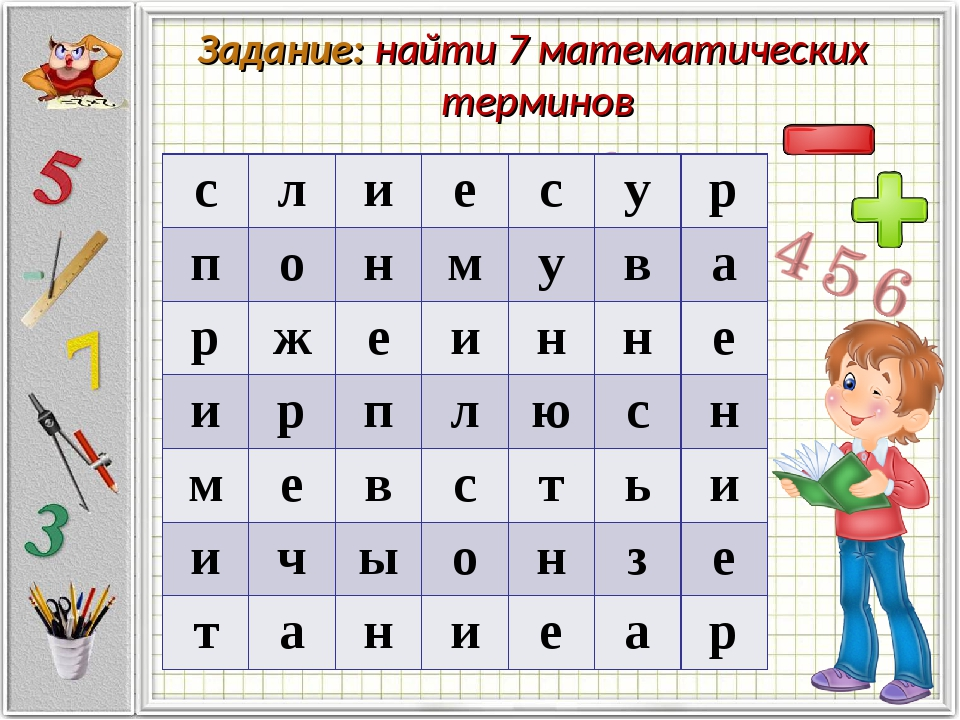 Задание: найти 7 математических
терминов
с л и е с у р
п о н м у в а
р ж е и н н е
и р п л ю с н
м е в с т ь и
и ч ы о н з е
т а н и е а р
5
7
3
4 5 6